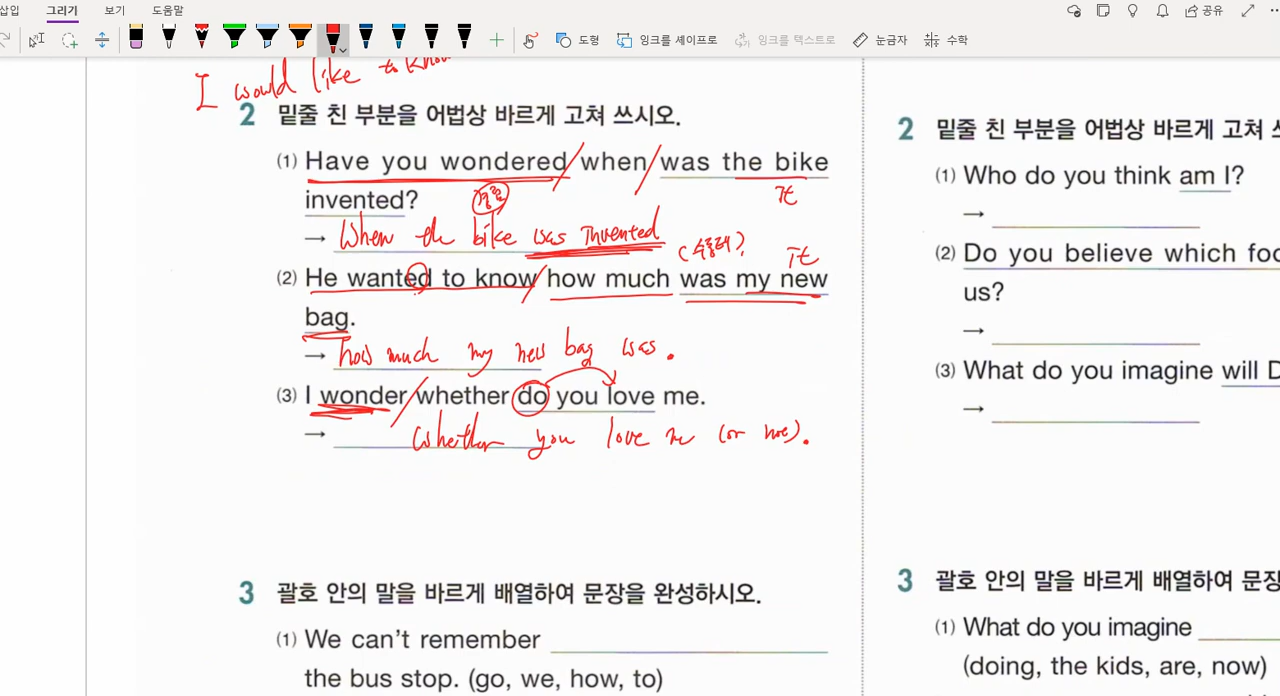 삽입 그리기 보기 도움말 공유
도형 잉크를 셰이프로 잉크를 텍스트로 눈금자 수학
I would like to know
2 밑줄 친 부분을 어법상 바르게 고쳐 쓰시오.
(1) Have you wondered/when/was the bike
it
invented?
→ When the bike was invented
(수동태?
it
(2) He wanted to know/how much was my new
bag.
→ how much my new bag was.
(3) I wonder/whether do you love me.
→ Whether you love me (or not).
3 괄호 안의 말을 바르게 배열하여 문장을 완성하시오.
(1) We can't remember
the bus stop. (go, we, how, to)
2 밑줄 친 부분을 어법상 바르게 고쳐
(1) Who do you think am I?
→
(2) Do you believe which
us?
→
(3) What do you imagine will
→
3 괄호 안의 말을 바르게 배열하여
(1) What do you imagine
(doing, the kids, are, now)